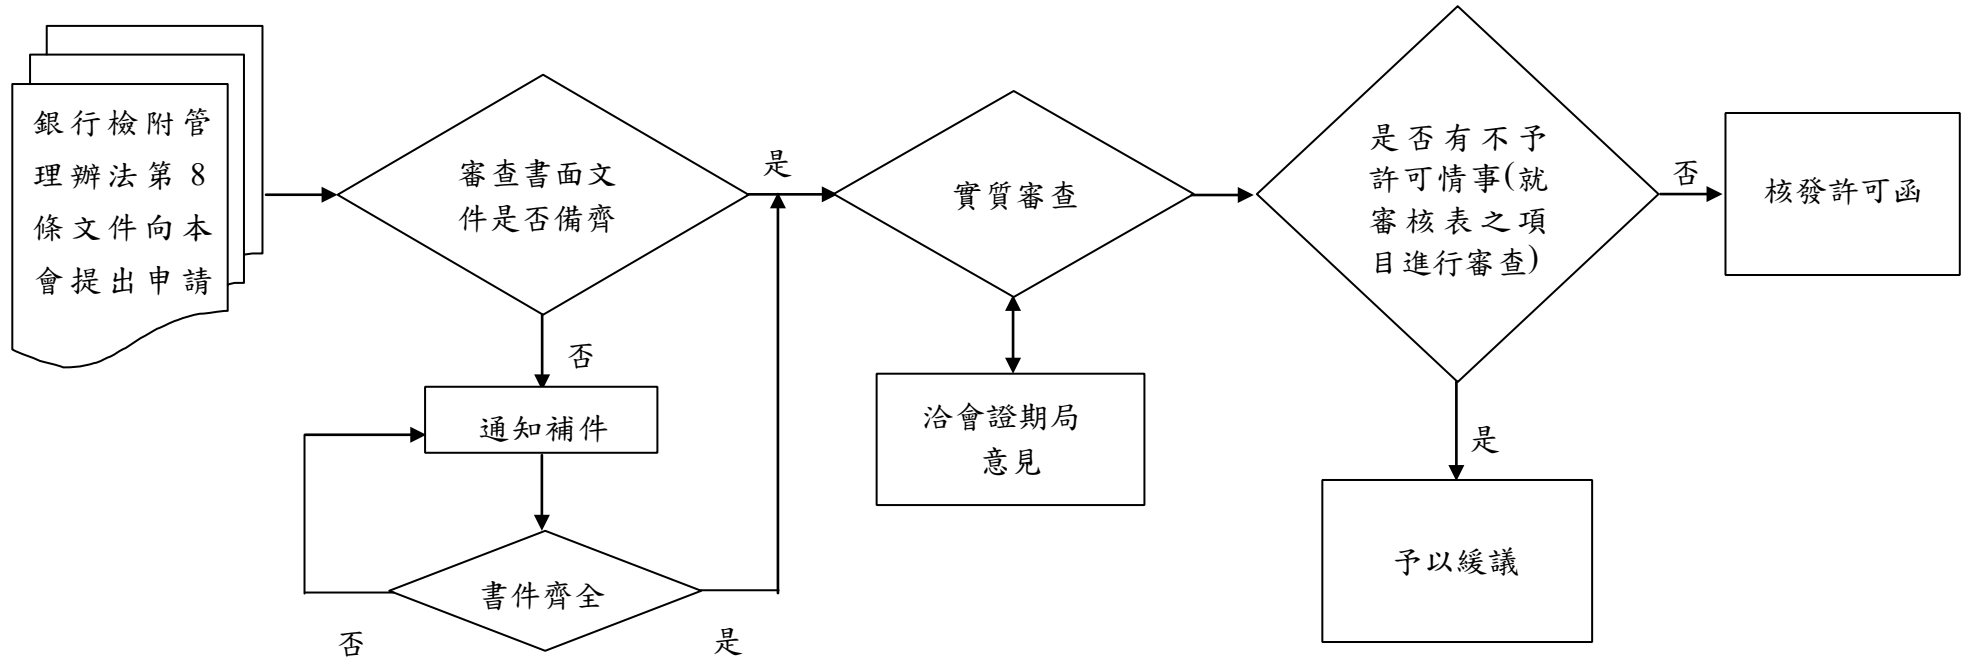 銀行檢附管
理辦法第 8
條文件向本
會提出申請
審查書面文
件是否備齊
是
否
通知補件
書件齊全
否
是
實質審查
洽會證期局
意見
是否有不予
許可情事(就
審核表之項
目進行審查)
否
核發許可函
是
予以緩議